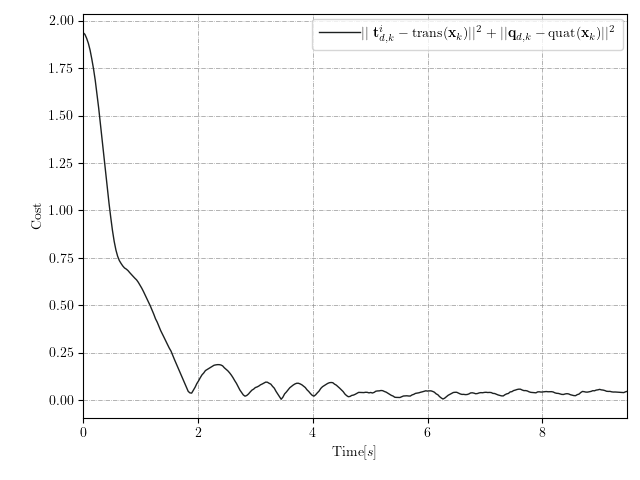 || t^i_{d,k} − trans(x_k)||² + ||q_{d,k} − quat(x_k)||²
2.00
1.75
1.50
1.25
1.00
0.75
0.50
0.25
0.00
Cost
0 2 4 6 8
Time[s]